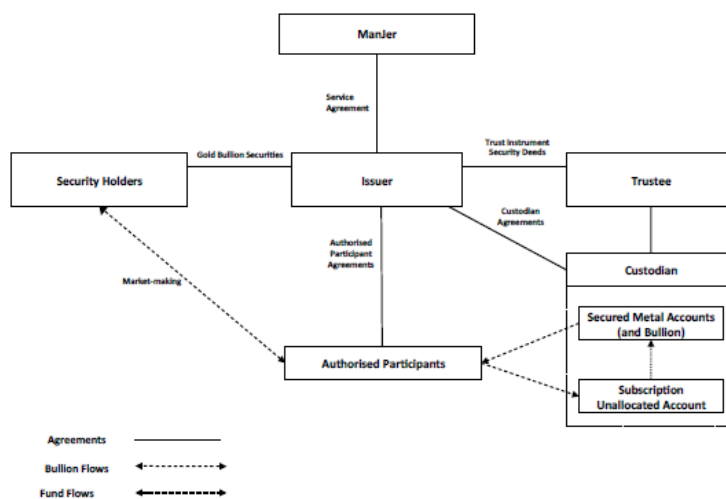 ManJer
Service
Agreement
Gold Bullion Securities
Trust Instrument
Security Deeds
Security Holders
Issuer
Trustee
Custodian
Agreements
Authorised
Participant
Agreements
Custodian
Market-making
Secured Metal Accounts
(and Bullion)
Authorised Participants
Subscription
Unallocated Account
Agreements
Bullion Flows
Fund Flows